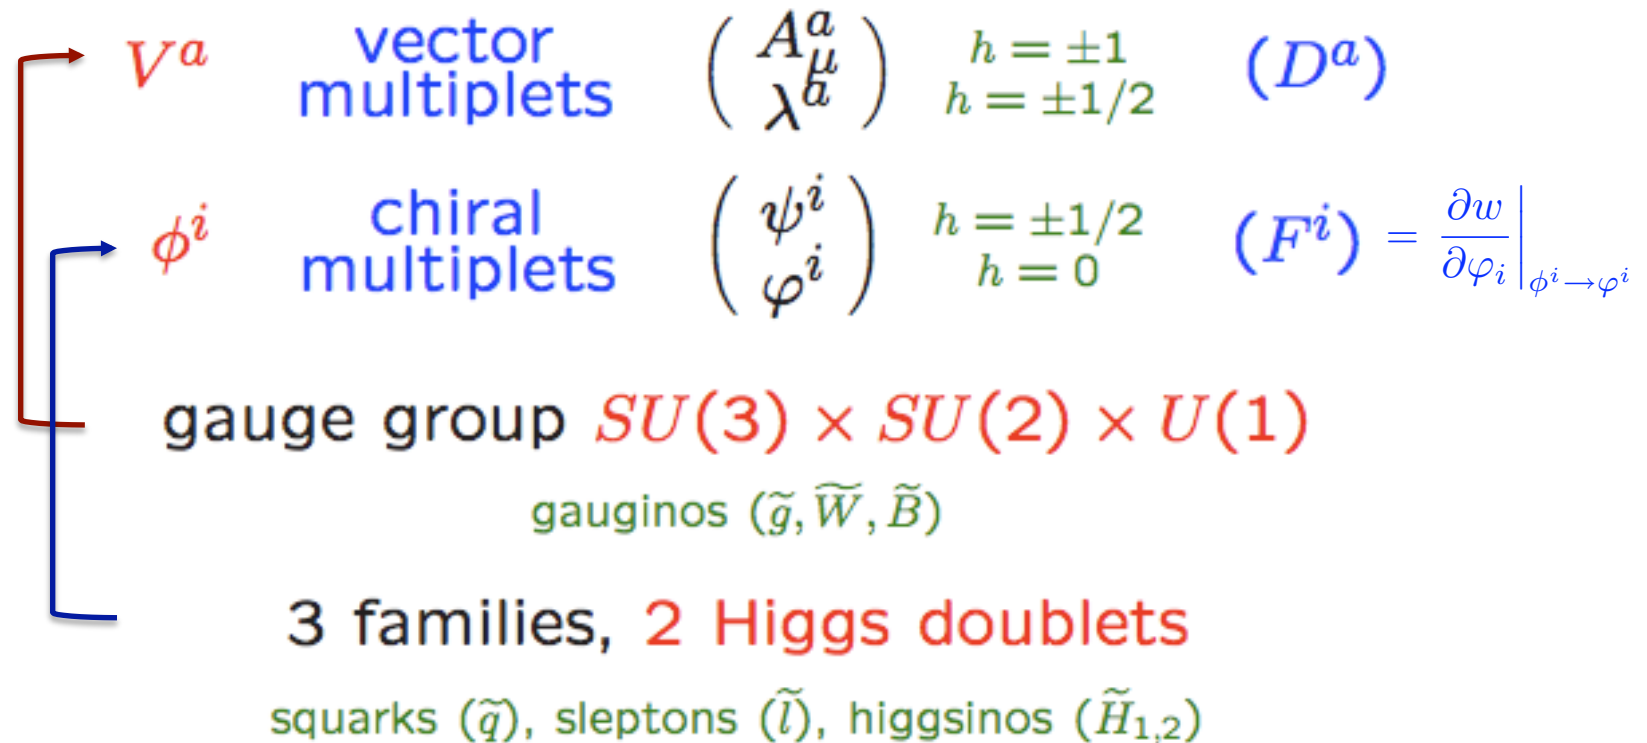 V^a vector multiplets ( A^a_μ λ^a ) h = ±1 h = ±1/2 (D^a)
ϕ^i chiral multiplets ( ψ^i φ^i ) h = ±1/2 h = 0 (F^i) = ∂w/∂φ_i |_{ϕ^i→φ^i}
gauge group SU(3) × SU(2) × U(1)
gauginos (g̃, W̃, B̃)
3 families, 2 Higgs doublets
squarks (q̃), sleptons (l̃), higgsinos (H̃_{1,2})